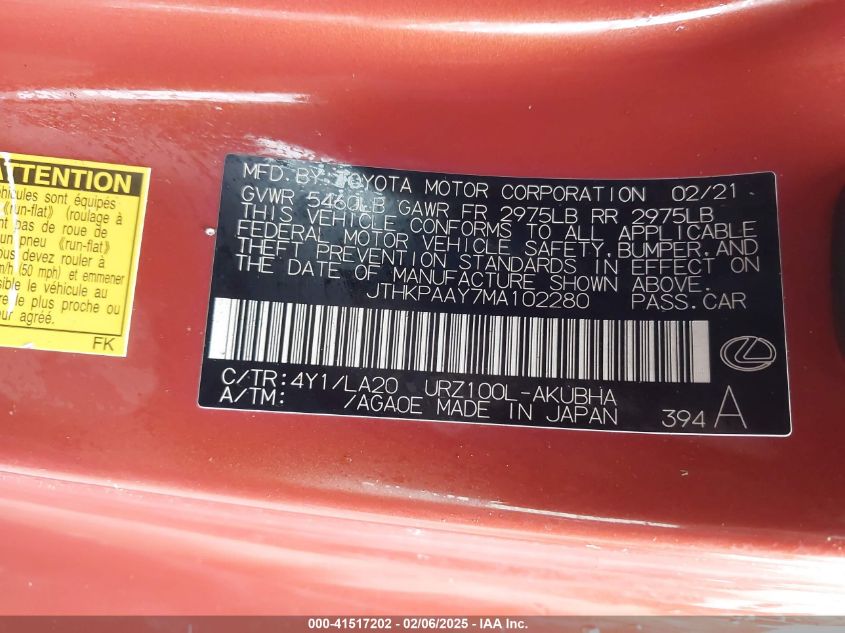 ATTENTION
éhicules sont équipés
《run-flat》 (roulage à
nt pas de roue de
un pneu 《run-flat》
us devez rouler à
m/h (50 mph) et emmener
sible le véhicule au
le plus proche ou
eur agréé.
FK
MFD.BY TOYOTA MOTOR CORPORATION 02/21
GVWR 5460LB GAWR FR 2975LB RR 2975LB
THIS VEHICLE CONFORMS TO ALL APPLICABLE
FEDERAL MOTOR VEHICLE SAFETY,BUMPER,AND
THEFT PREVENTION STANDARDS IN EFFECT ON
THE DATE OF MANUFACTURE SHOWN ABOVE.
JTHKPAAY7MA102280 PASS.CAR
C/TR:4Y1/LA20 URZ100L-AKUBHA
A/TM: /AGA0E MADE IN JAPAN 394 A
000-41517202 - 02/06/2025 - IAA Inc.